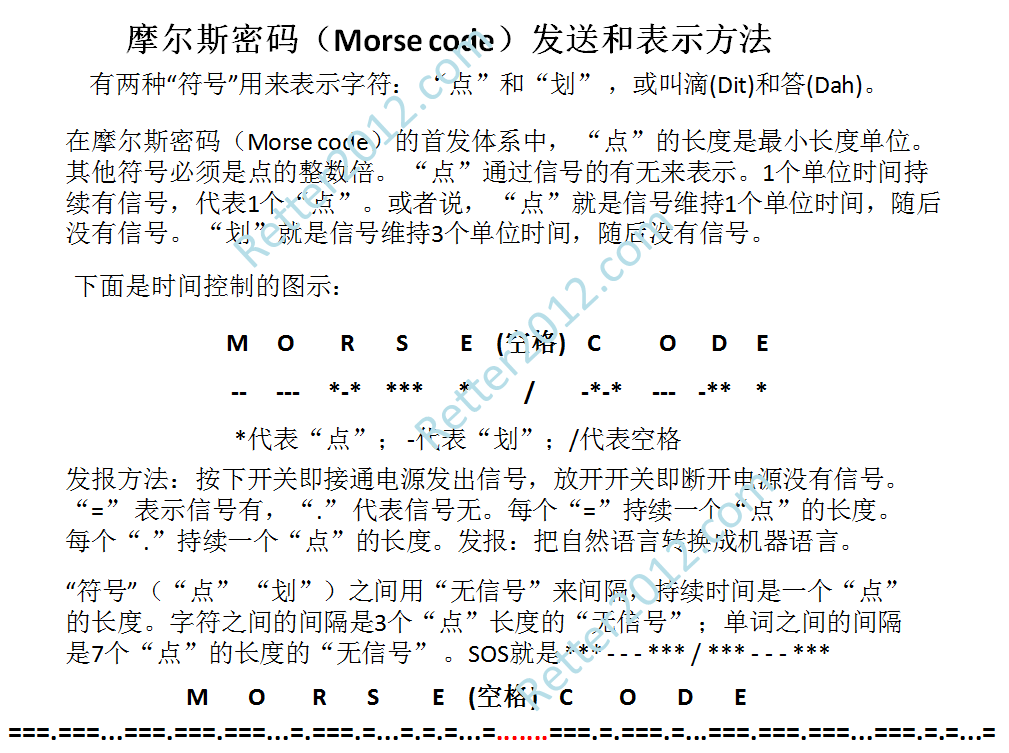 摩尔斯密码（Morse code）发送和表示方法
有两种“符号”用来表示字符： “点”和“划” ，或叫滴(Dit)和答(Dah)。
在摩尔斯密码（Morse code）的首发体系中， “点”的长度是最小长度单位。
其他符号必须是点的整数倍。 “点”通过信号的有无来表示。1个单位时间持
续有信号，代表1个“点”。或者说， “点”就是信号维持1个单位时间，随后
没有信号。 “划”就是信号维持3个单位时间，随后没有信号。
下面是时间控制的图示：
M O R S E (空格) C O D E
-- --- *-* *** * / -*-* --- -** *
*代表“点”； -代表“划”；/代表空格
发报方法：按下开关即接通电源发出信号，放开开关即断开电源没有信号。
“=” 表示信号有， “.” 代表信号无。每个“=”持续一个“点”的长度。
每个“.”持续一个“点”的长度。发报：把自然语言转换成机器语言。
“符号”（“点” “划”）之间用“无信号”来间隔，持续时间是一个“点”
的长度。字符之间的间隔是3个“点”长度的“无信号” ；单词之间的间隔
是7个“点”的长度的“无信号” 。SOS就是 *** - - - *** / *** - - - ***
M O R S E (空格) C O D E
===.===...===.===.===...=.===.=...=.=.=...=.......===.=.===.=...===.===.===...===.=.=...=
Retter2012.com
Retter2012.com
Retter2012.com